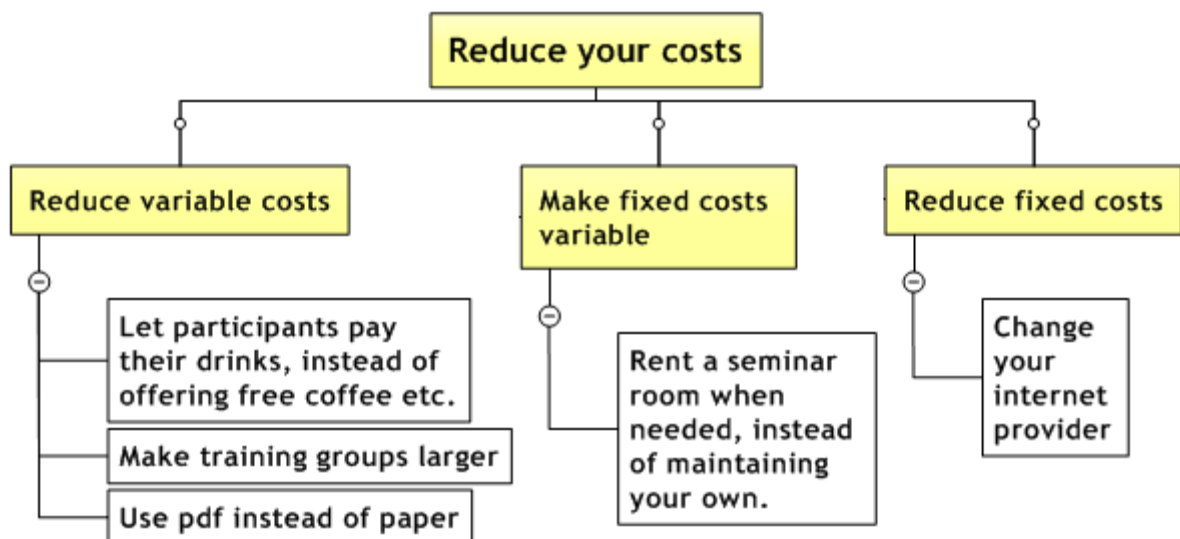 Reduce your costs
Reduce variable costs
Let participants pay
their drinks, instead of
offering free coffee etc.
Make training groups larger
Use pdf instead of paper
Make fixed costs
variable
Rent a seminar
room when
needed, instead
of maintaining
your own.
Reduce fixed costs
Change
your
internet
provider